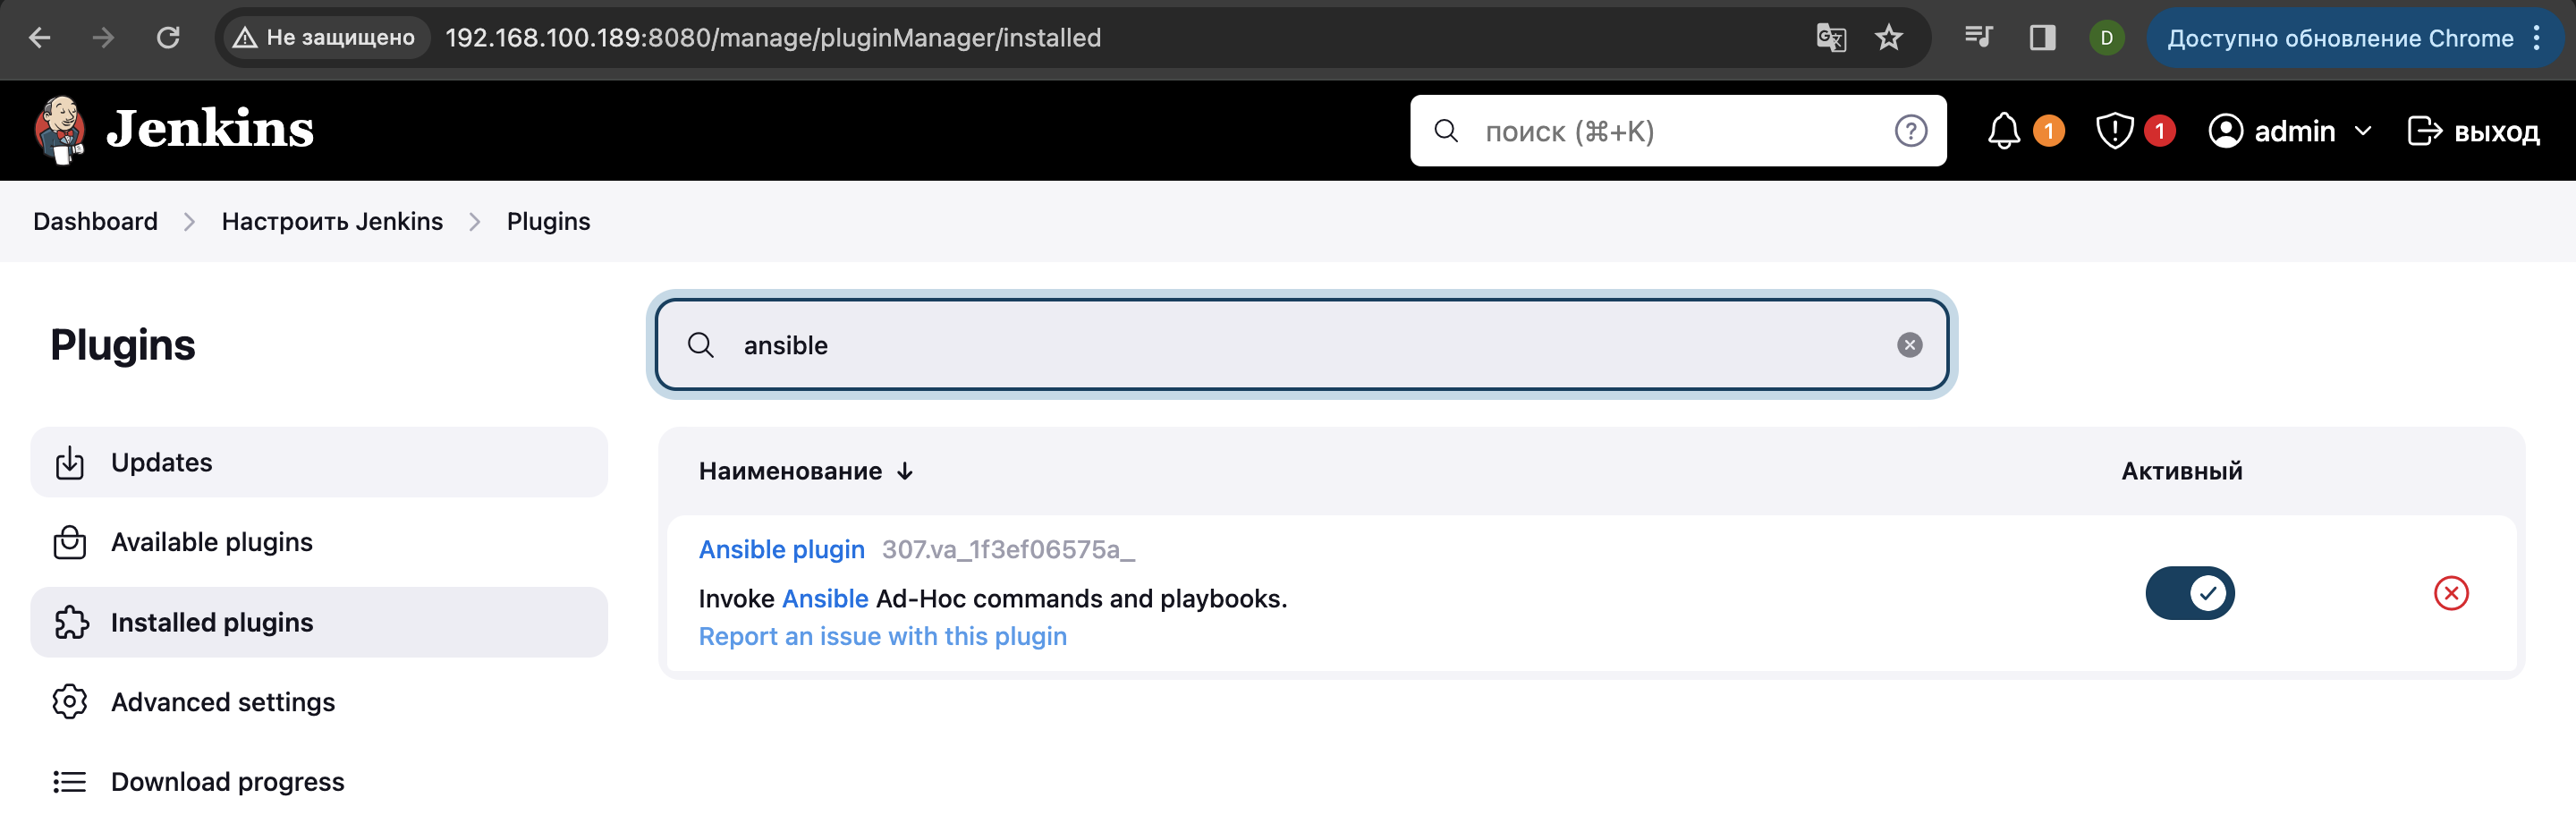 Не защищено 192.168.100.189:8080/manage/pluginManager/installed D Доступно обновление Chrome
Jenkins поиск (⌘+K) ? 1 1 admin выход
Dashboard Настроить Jenkins Plugins
Plugins
ansible
Updates
Available plugins
Installed plugins
Advanced settings
Download progress
Наименование ↓ Активный
Ansible plugin 307.va_1f3ef06575a_
Invoke Ansible Ad-Hoc commands and playbooks.
Report an issue with this plugin